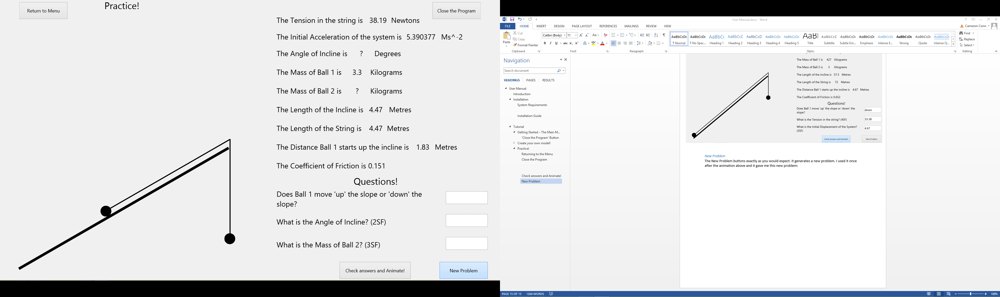 Return to Menu
Practice!
Close the Program
The Tension in the string is 38.19 Newtons
The Initial Acceleration of the system is 5.390377 Ms^-2
The Angle of Incline is ? Degrees
The Mass of Ball 1 is 3.3 Kilograms
The Mass of Ball 2 is ? Kilograms
The Length of the Incline is 4.47 Metres
The Length of the String is 4.47 Metres
The Distance Ball 1 starts up the incline is 1.83 Metres
The Coefficient of Friction is 0.151
Questions!
Does Ball 1 move 'up' the slope or 'down' the
slope?
What is the Angle of Incline? (2SF)
What is the Mass of Ball 2? (3SF)
Check answers and Animate!
New Problem
User Manual.docx - Word
FILE HOME INSERT DESIGN PAGE LAYOUT REFERENCES MAILINGS REVIEW VIEW
Cameron Conn
Paste
Cut
Copy
Format Painter
Clipboard
Calibri (Body) 11
Font
Paragraph
AaBbCcDc AaBbCcDc AaBbCc AaBbCcE AaBbCcD AaBbCcDc AaBbCcDc AaBl AaBbCcE AaBbCcDc AaBbCcDc AaBbCcDc AaBbCcDc AaBbCcDc AaBbCcDc
¶ Normal ¶ No Spac... Heading 1 Heading 2 Heading 3 Heading 4 Heading 5 Title Subtitle Subtle Em... Emphasis Intense E... Strong Quote Intense Q...
Styles
Find
Replace
Select
Editing
Navigation
Search document
HEADINGS PAGES RESULTS
User Manual
Introduction
Installation
System Requirements
Installation Guide
Tutorial
Getting Started – The Main M...
'Close the Program' Button
Create your own model!
Practice!
Returning to the Menu
Close the Program
Check answers and Animate!
New Problem
The Mass of Ball 1 is 427 Kilograms
The Mass of Ball 2 is 3 Kilograms
The Length of the Incline is 57.3 Metres
The Length of the String is 72 Metres
The Distance Ball 1 starts up the incline is 4.67 Metres
The Coefficient of Friction is 0.652
Questions!
Does Ball 1 move 'up' the slope or 'down' the
slope?
down
What is the Tension in the string? (4SF)
33.38
What is the Initial Displacement of the System?
(3SF)
4.67
Check answers and Animate!
New Problem
New Problem
The New Problem buttons exactly as you would expect. It generates a new problem. I used it once
after the animation above and it gave me this new problem:
PAGE 15 OF 15 1264 WORDS
100%